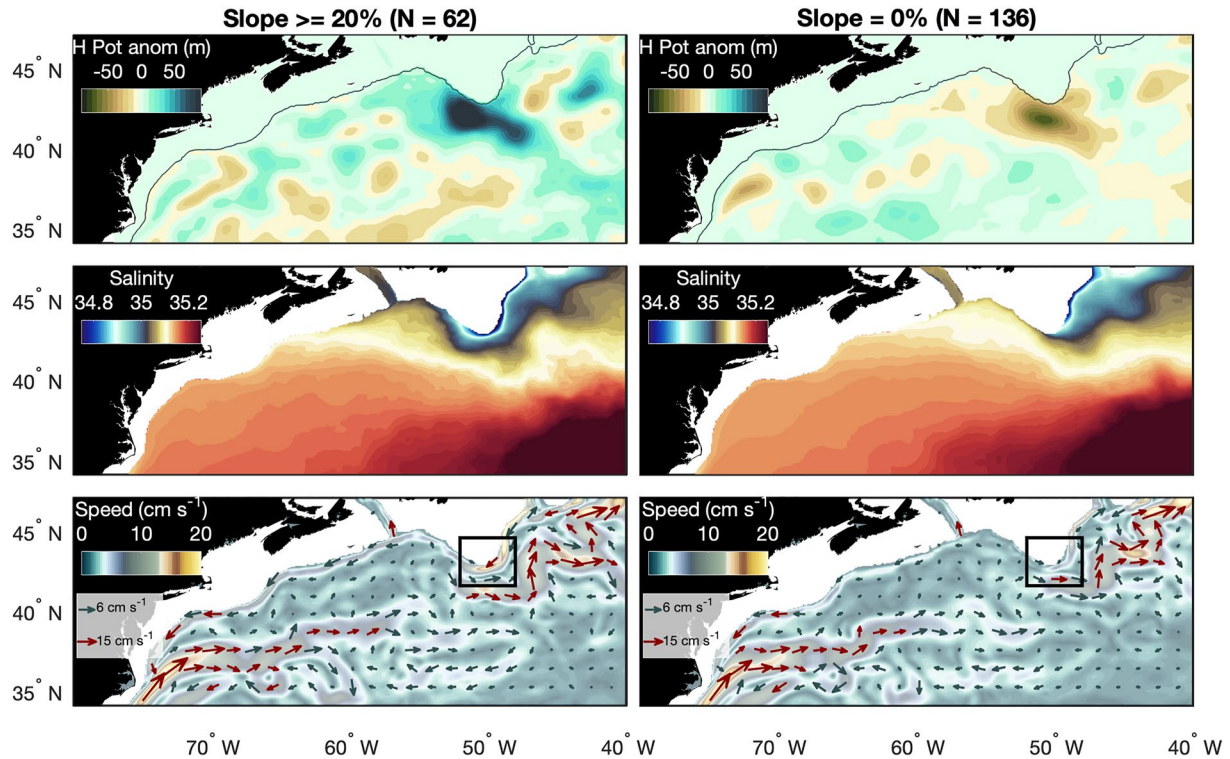 Slope >= 20% (N = 62)
Slope = 0% (N = 136)
H Pot anom (m)
-50 0 50
45° N
40° N
35° N
H Pot anom (m)
-50 0 50
Salinity
34.8 35 35.2
45° N
40° N
35° N
Salinity
34.8 35 35.2
Speed (cm s-1)
0 10 20
45° N
40° N
35° N
6 cm s-1
15 cm s-1
Speed (cm s-1)
0 10 20
6 cm s-1
15 cm s-1
70° W 60° W 50° W 40° W
70° W 60° W 50° W 40° W